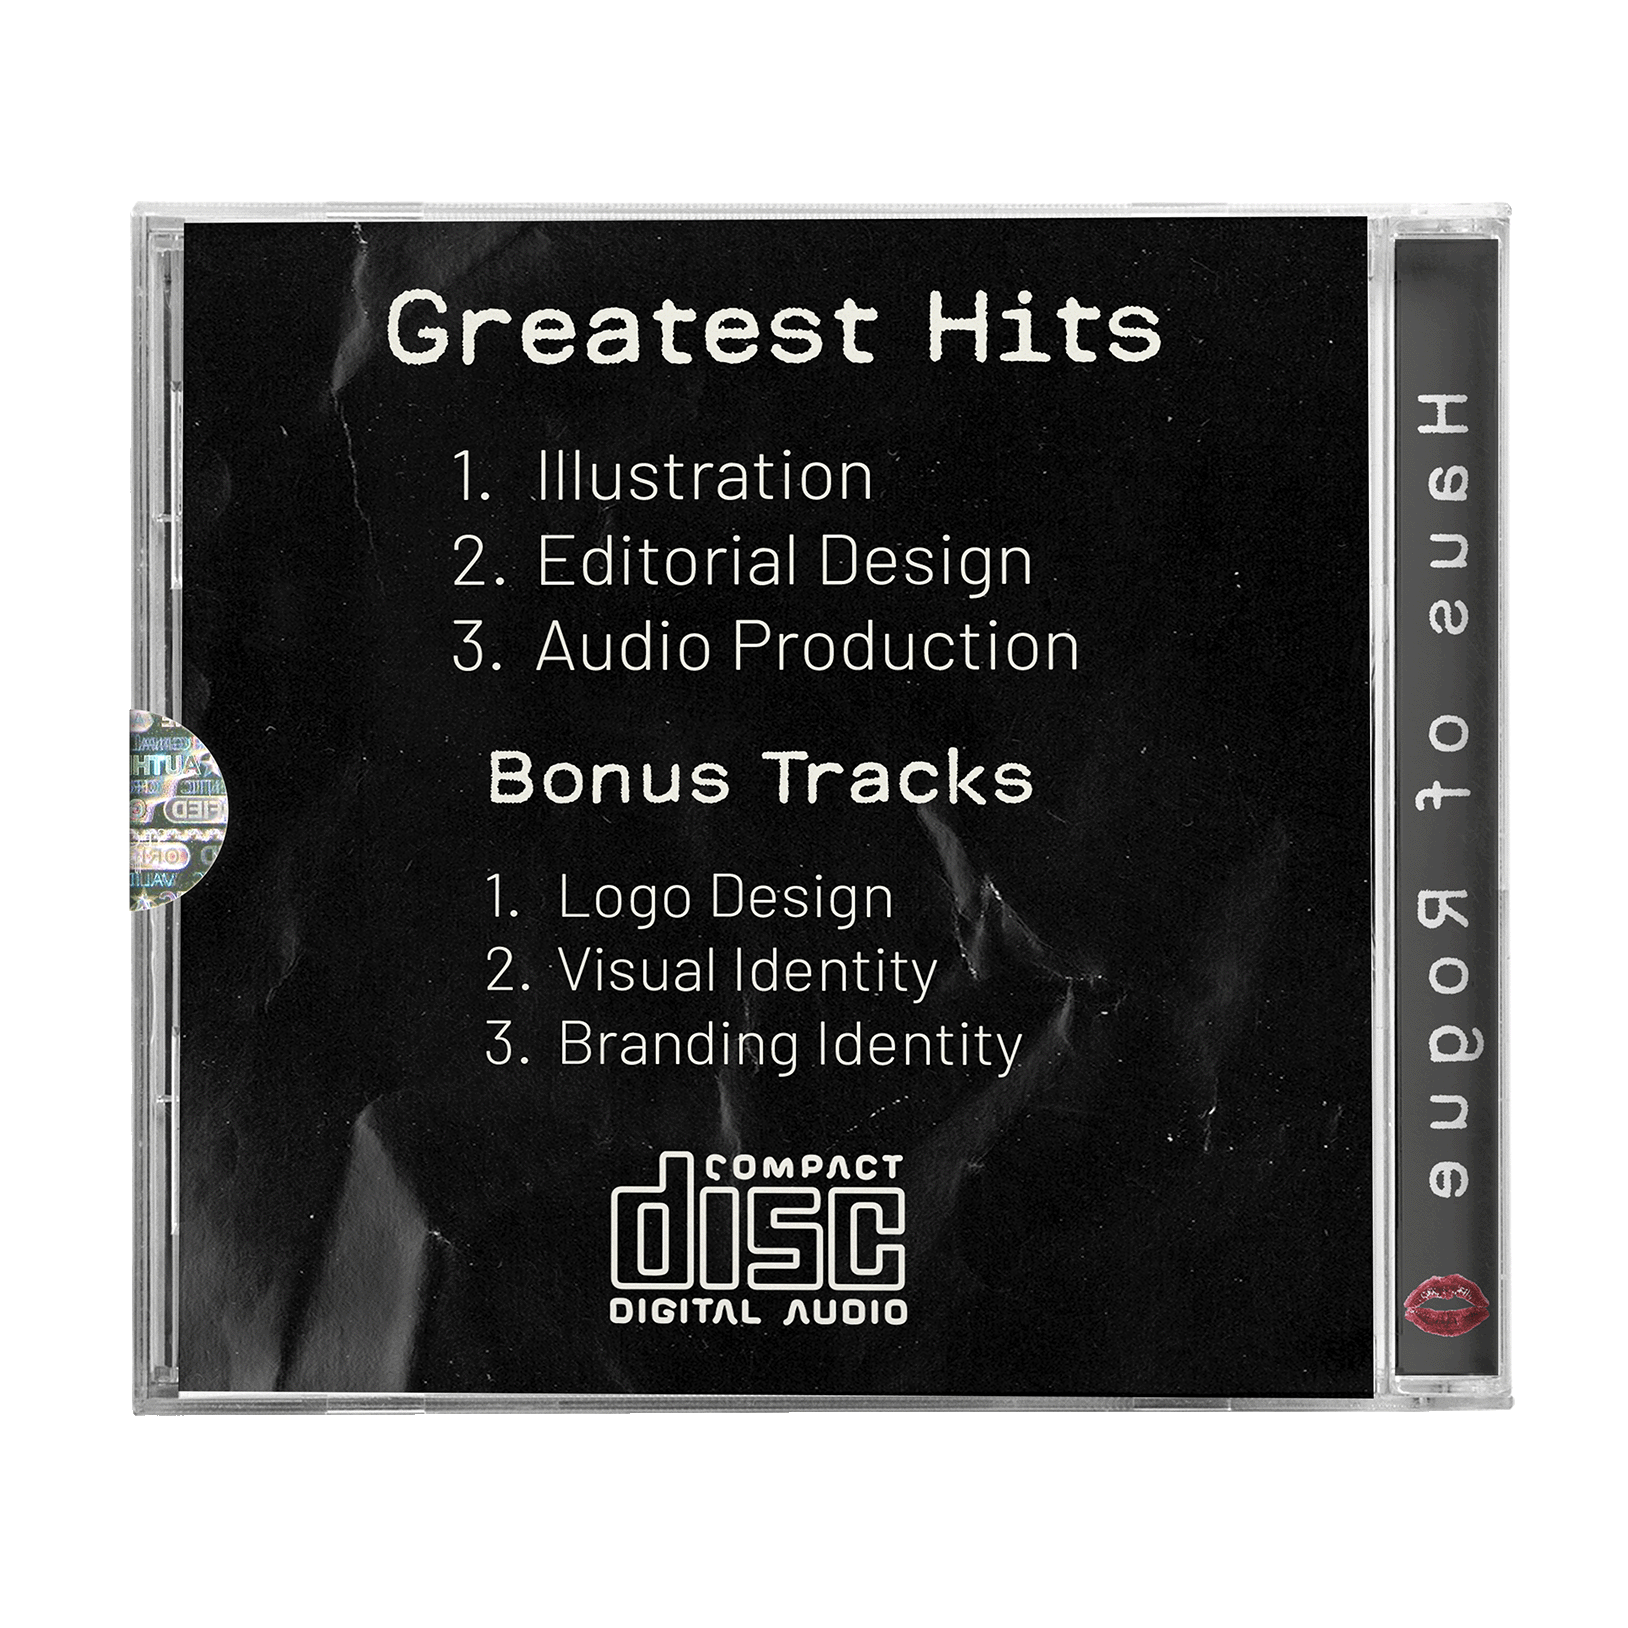 Greatest Hits
1. Illustration
2. Editorial Design
3. Audio Production
Bonus Tracks
1. Logo Design
2. Visual Identity
3. Branding Identity
COMPACT
disc
DIGITAL AUDIO
Haus of Rogue